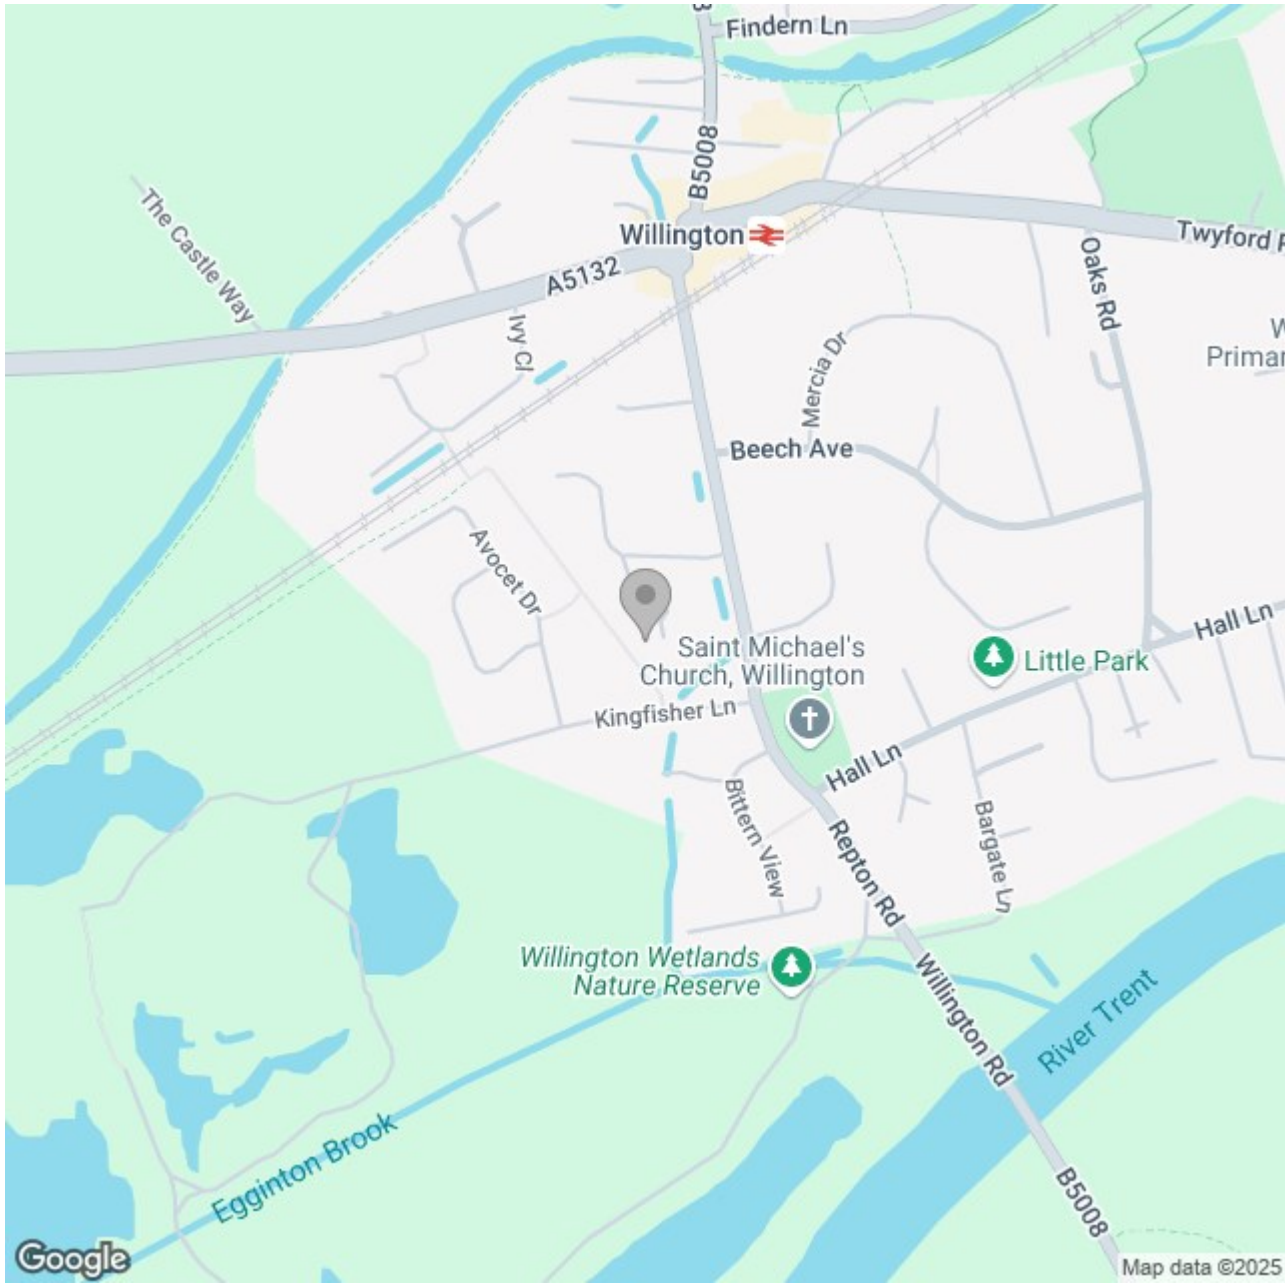 Findern Ln
B5008
The Castle Way
Willington
A5132
Twyford R
Oaks Rd
Ivy Cl
Mercia Dr
W
Primar
Beech Ave
Avocet Dr
Hall Ln
Saint Michael's
Church, Willington
Little Park
Kingfisher Ln
Hall Ln
Bittern View
Bargate Ln
Repton Rd
Willington Wetlands
Nature Reserve
Willington Rd
River Trent
Egginton Brook
B5008
Google
Map data ©2025